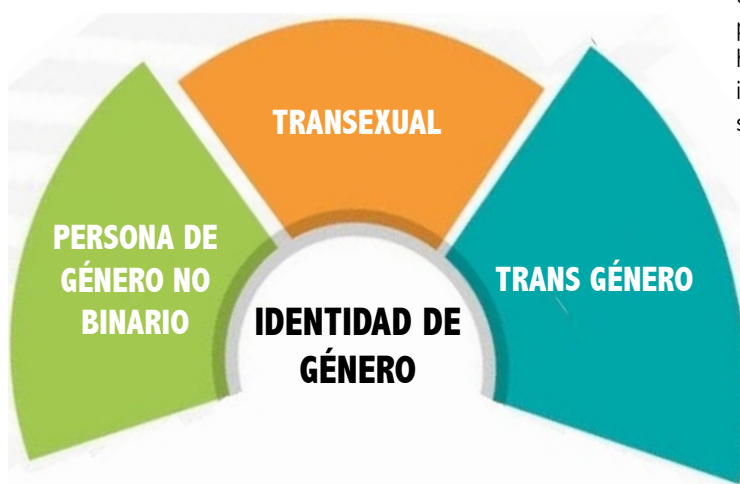 TRANSEXUAL
PERSONA DE
GÉNERO NO
BINARIO
TRANS GÉNERO
IDENTIDAD DE
GÉNERO